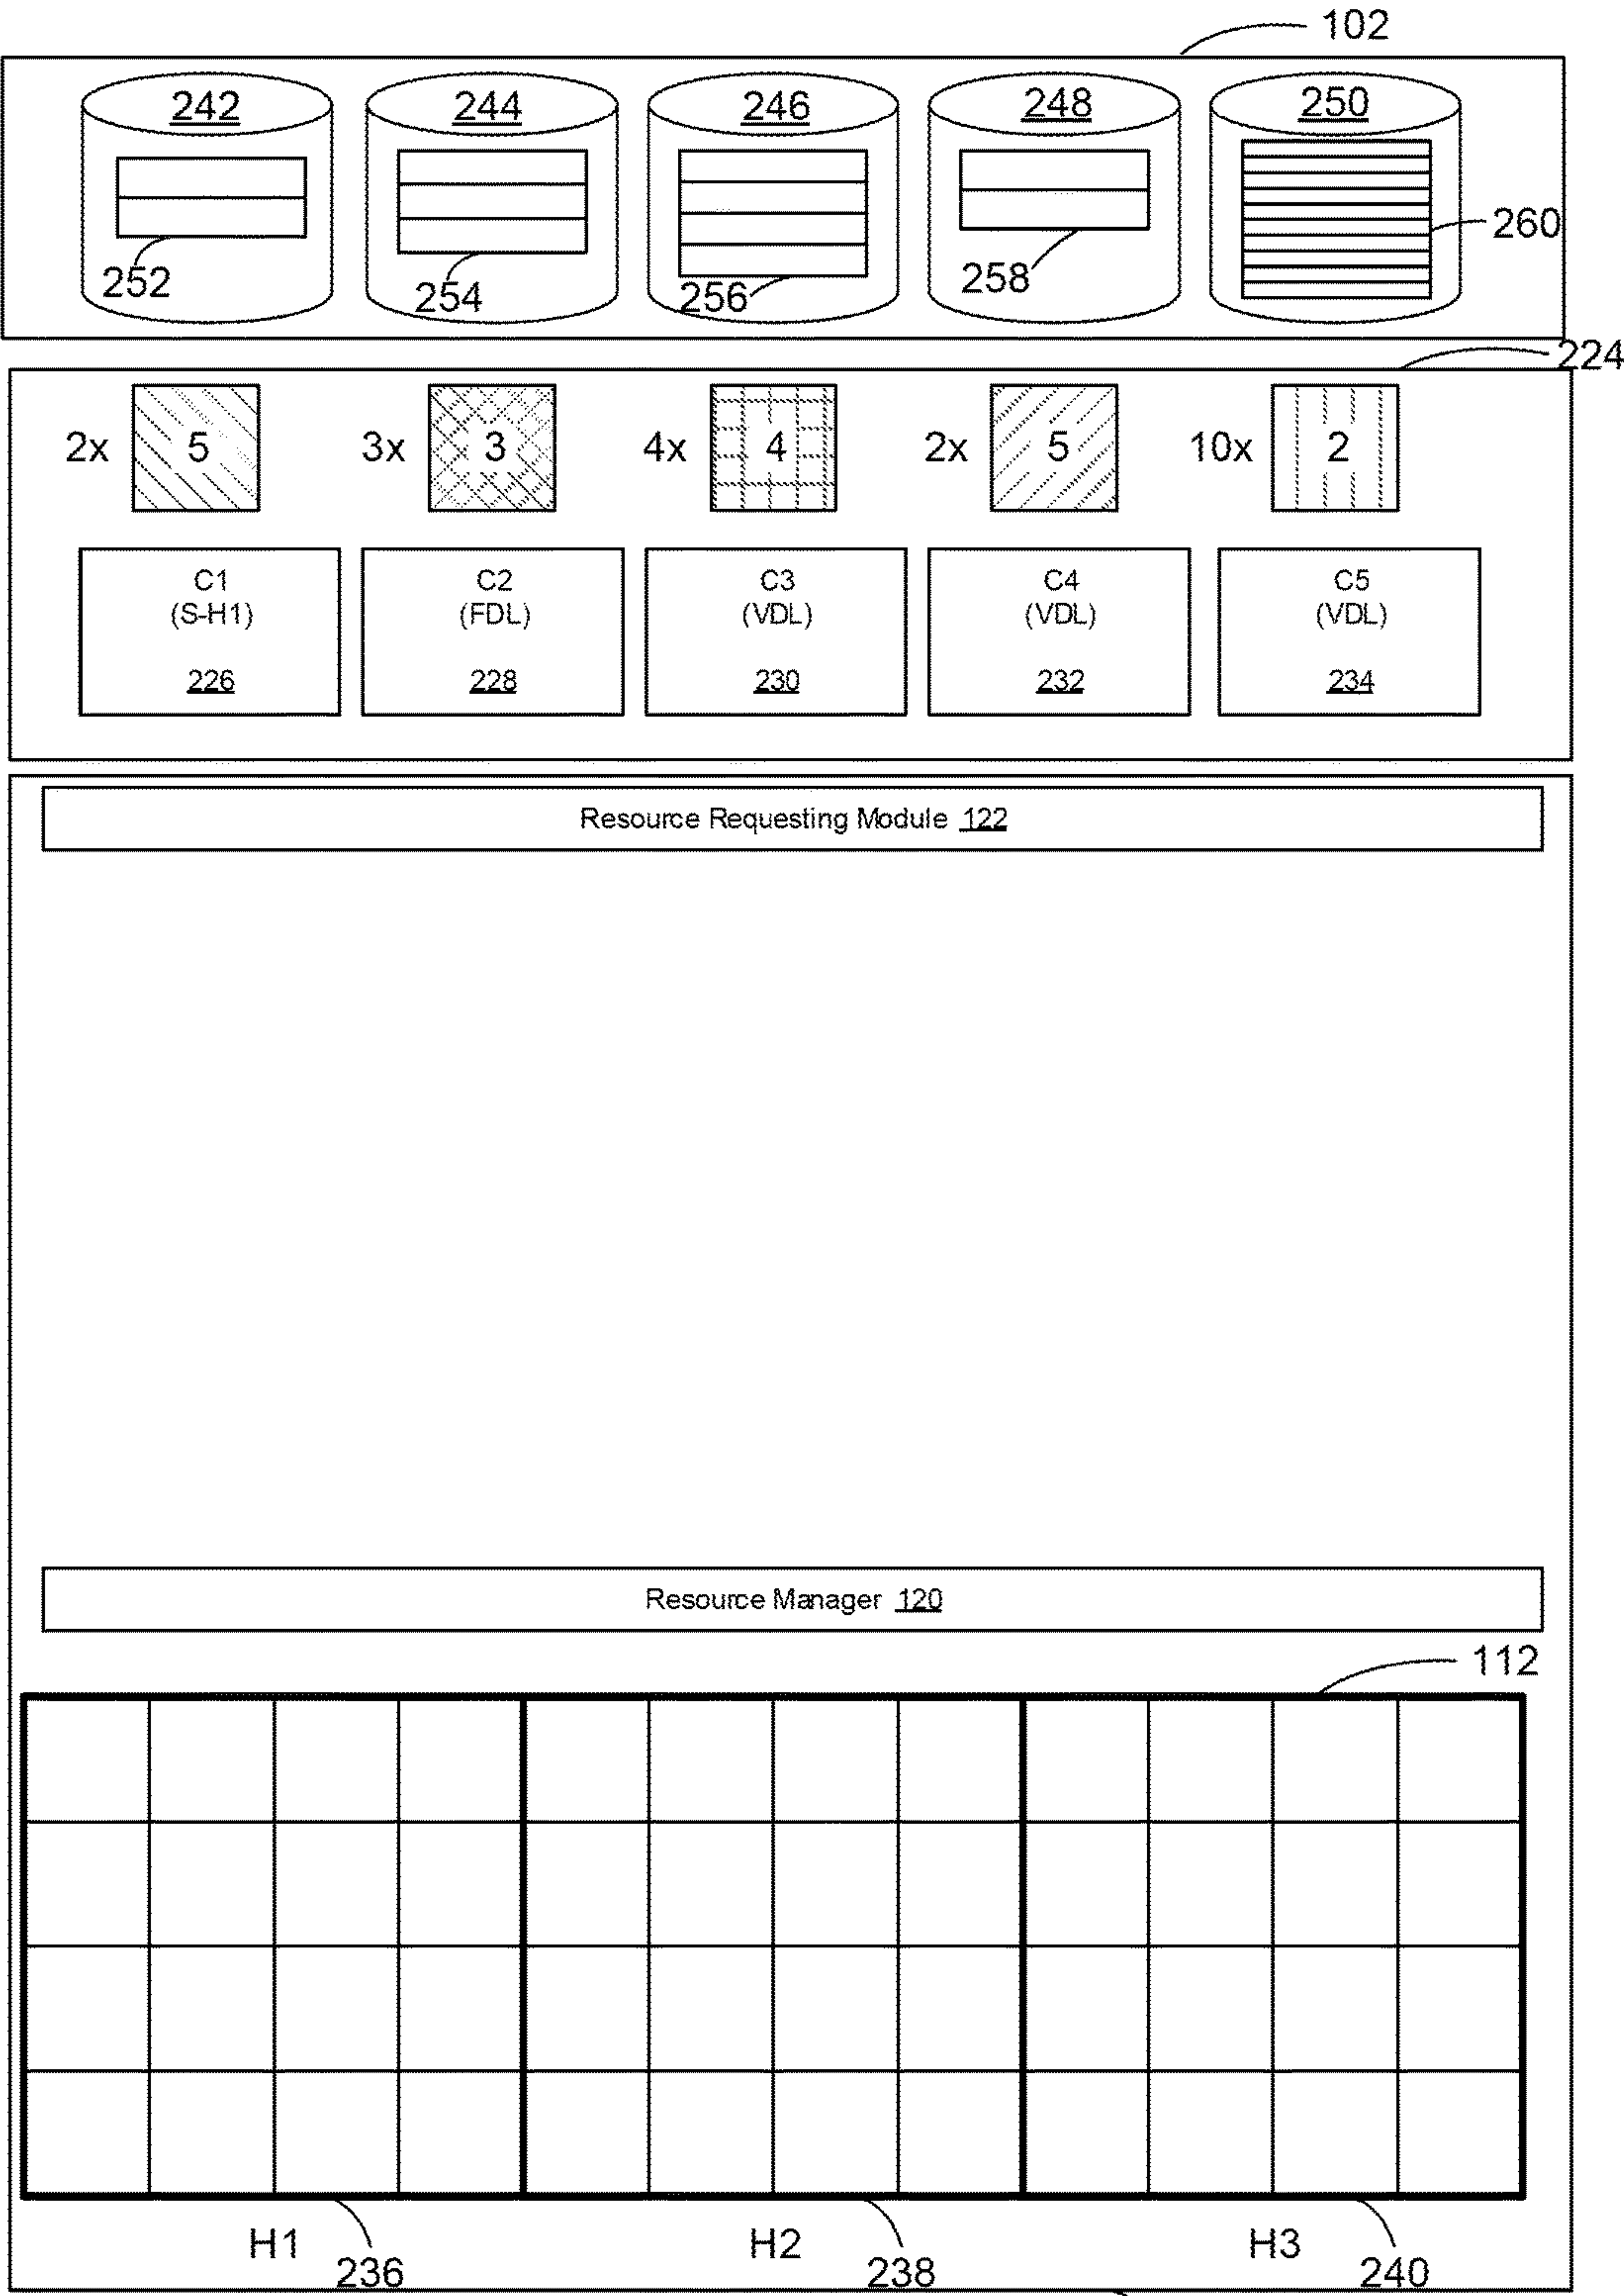 102
242 244 246 248 250
252 254 256 258 260
224
2x 5 3x 3 4x 4 2x 5 10x 2
C1 C2 C3 C4 C5
(S-H1) (FDL) (VDL) (VDL) (VDL)
226 228 230 232 234
Resource Requesting Module 122
Resource Manager 120
112
H1 H2 H3
236 238 240